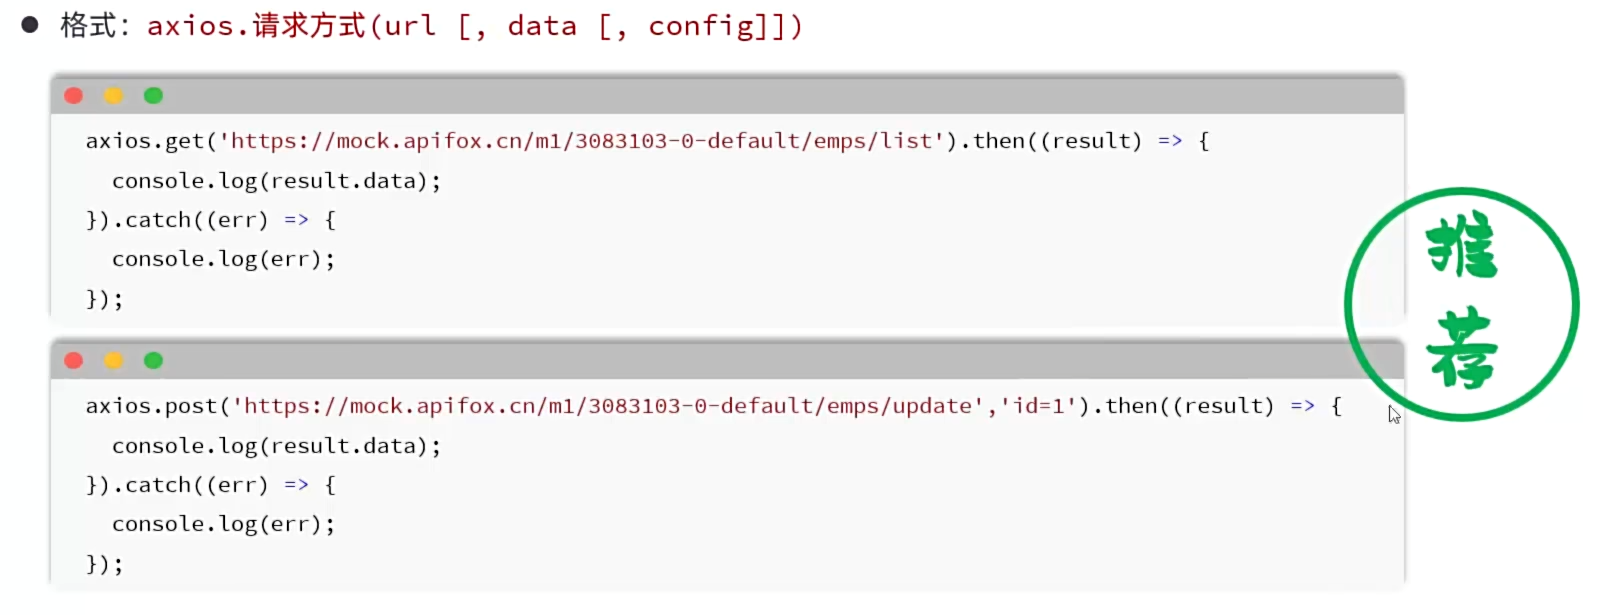 ● 格式：axios.请求方式(url [, data [, config]])
axios.get('https://mock.apifox.cn/m1/3083103-0-default/emps/list').then((result) => {
console.log(result.data);
}).catch((err) => {
console.log(err);
});
推
荐
axios.post('https://mock.apifox.cn/m1/3083103-0-default/emps/update','id=1').then((result) => {
console.log(result.data);
}).catch((err) => {
console.log(err);
});